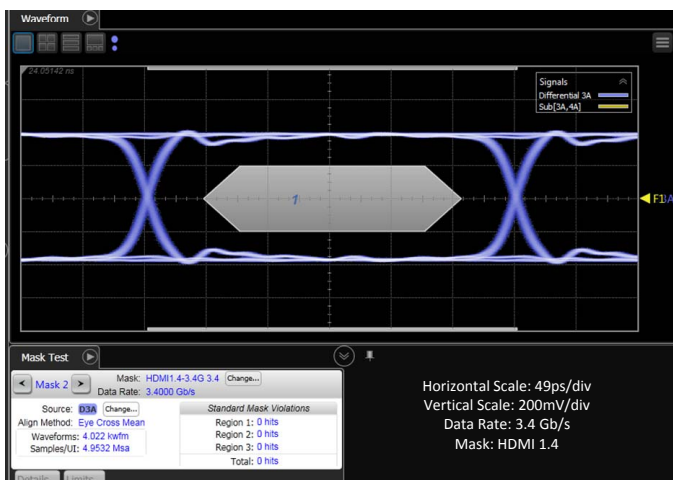 Waveform
24.05142 ns
Signals
Differential 3A
Sub[3A,4A]
1
F1
3A
Mask Test
Mask 2
Mask: HDMI1.4-3.4G 3.4 Change...
Data Rate: 3.4000 Gb/s
Source: D3A Change...
Align Method: Eye Cross Mean
Waveforms: 4.022 kwfm
Samples/UI: 4.9532 Msa
Standard Mask Violations
Region 1: 0 hits
Region 2: 0 hits
Region 3: 0 hits
Total: 0 hits
Details... Limits...
Horizontal Scale: 49ps/div
Vertical Scale: 200mV/div
Data Rate: 3.4 Gb/s
Mask: HDMI 1.4